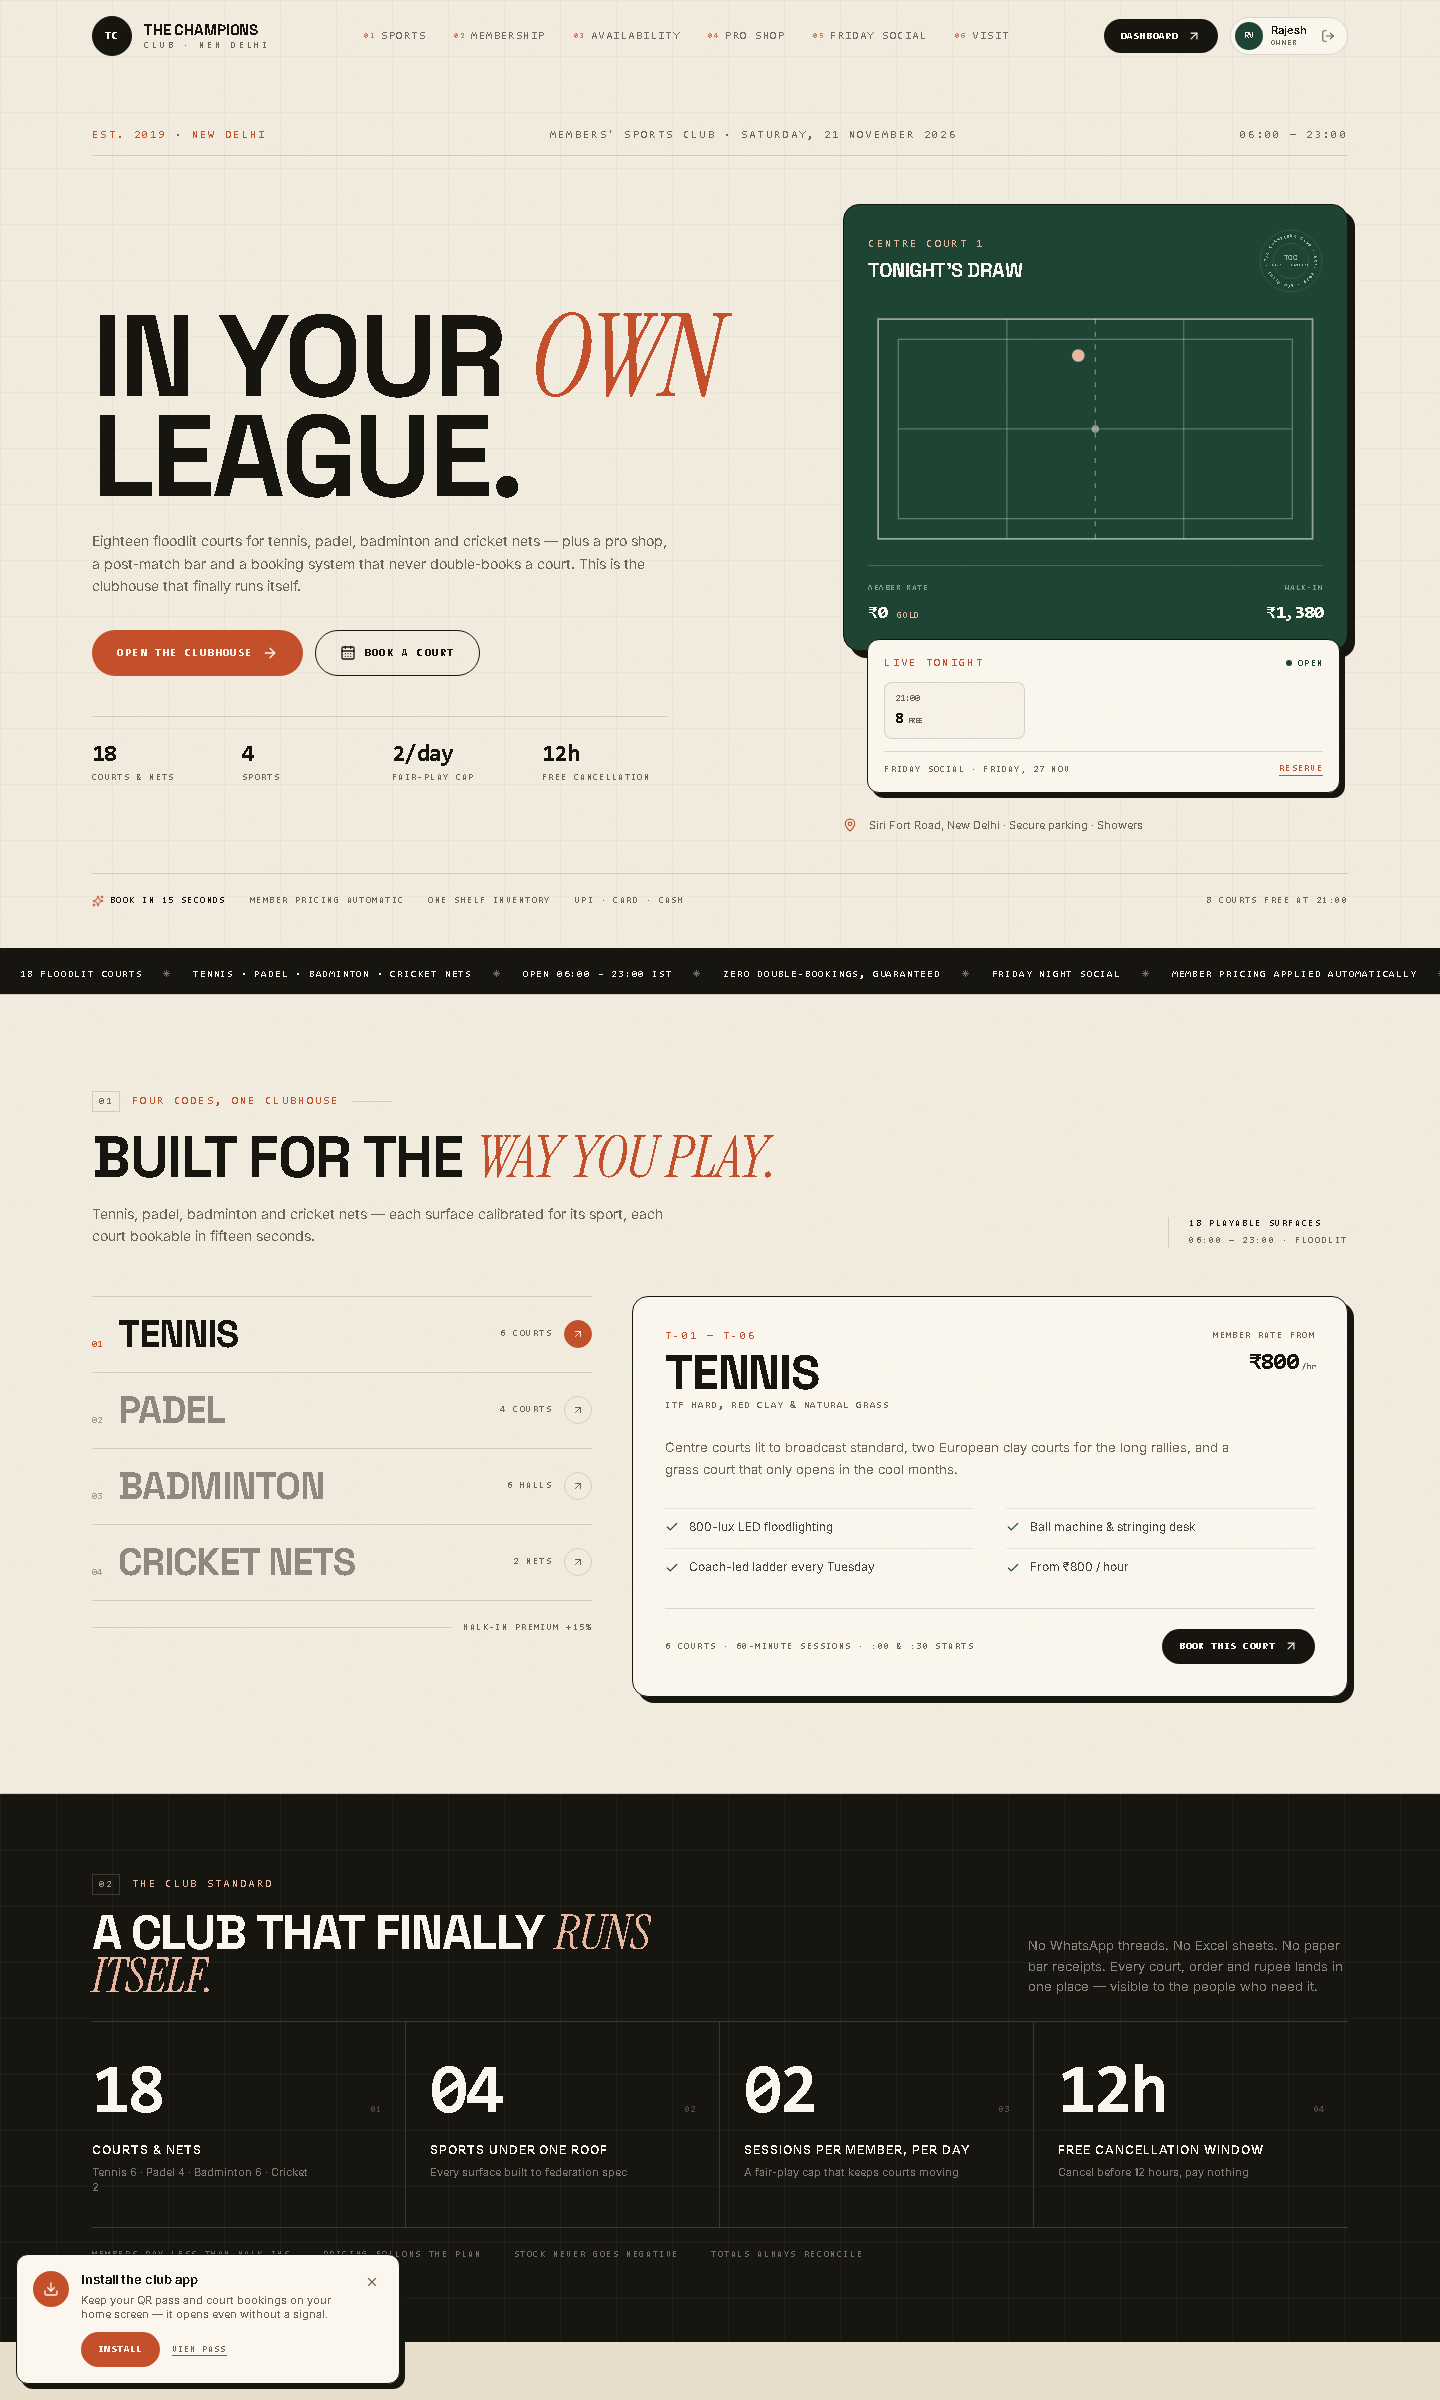 TC
THE CHAMPIONS
CLUB · NEW DELHI
01 SPORTS
02 MEMBERSHIP
03 AVAILABILITY
04 PRO SHOP
05 FRIDAY SOCIAL
06 VISIT
DASHBOARD
RV
Rajesh
OWNER
EST. 2019 · NEW DELHI
MEMBERS' SPORTS CLUB · SATURDAY, 21 NOVEMBER 2026
06:00 — 23:00
IN YOUR OWN
LEAGUE.
Eighteen floodlit courts for tennis, padel, badminton and cricket nets — plus a pro shop,
a post-match bar and a booking system that never double-books a court. This is the
clubhouse that finally runs itself.
OPEN THE CLUBHOUSE
BOOK A COURT
18
COURTS & NETS
4
SPORTS
2/day
FAIR-PLAY CAP
12h
FREE CANCELLATION
CENTRE COURT 1
TONIGHT'S DRAW
TCC
MEMBER RATE
₹0 GOLD
WALK-IN
₹1,380
LIVE TONIGHT
OPEN
21:00
8 FREE
FRIDAY SOCIAL · FRIDAY, 27 NOV
RESERVE
Siri Fort Road, New Delhi · Secure parking · Showers
BOOK IN 15 SECONDS
MEMBER PRICING AUTOMATIC
ONE SHELF INVENTORY
UPI · CARD · CASH
8 COURTS FREE AT 21:00
18 FLOODLIT COURTS
TENNIS · PADEL · BADMINTON · CRICKET NETS
OPEN 06:00 – 23:00 IST
ZERO DOUBLE-BOOKINGS, GUARANTEED
FRIDAY NIGHT SOCIAL
MEMBER PRICING APPLIED AUTOMATICALLY
01
FOUR CODES, ONE CLUBHOUSE
BUILT FOR THE WAY YOU PLAY.
Tennis, padel, badminton and cricket nets — each surface calibrated for its sport, each
court bookable in fifteen seconds.
18 PLAYABLE SURFACES
06:00 — 23:00 · FLOODLIT
01 TENNIS
6 COURTS
02 PADEL
4 COURTS
03 BADMINTON
6 HALLS
04 CRICKET NETS
2 NETS
WALK-IN PREMIUM +15%
T-01 — T-06
TENNIS
ITF HARD, RED CLAY & NATURAL GRASS
MEMBER RATE FROM
₹800 /hr
Centre courts lit to broadcast standard, two European clay courts for the long rallies, and a
grass court that only opens in the cool months.
800-lux LED floodlighting
Ball machine & stringing desk
Coach-led ladder every Tuesday
From ₹800 / hour
6 COURTS · 60-MINUTE SESSIONS · :00 & :30 STARTS
BOOK THIS COURT
02
THE CLUB STANDARD
A CLUB THAT FINALLY RUNS
ITSELF.
No WhatsApp threads. No Excel sheets. No paper
bar receipts. Every court, order and rupee lands in
one place — visible to the people who need it.
18
01
COURTS & NETS
Tennis 6 · Padel 4 · Badminton 6 · Cricket
2
04
02
SPORTS UNDER ONE ROOF
Every surface built to federation spec
02
03
SESSIONS PER MEMBER, PER DAY
A fair-play cap that keeps courts moving
12h
04
FREE CANCELLATION WINDOW
Cancel before 12 hours, pay nothing
MEMBERS PAY LESS THAN WALK-INS
PRICING FOLLOWS THE PLAN
STOCK NEVER GOES NEGATIVE
TOTALS ALWAYS RECONCILE
Install the club app
Keep your QR pass and court bookings on your
home screen — it opens even without a signal.
INSTALL
VIEW PASS